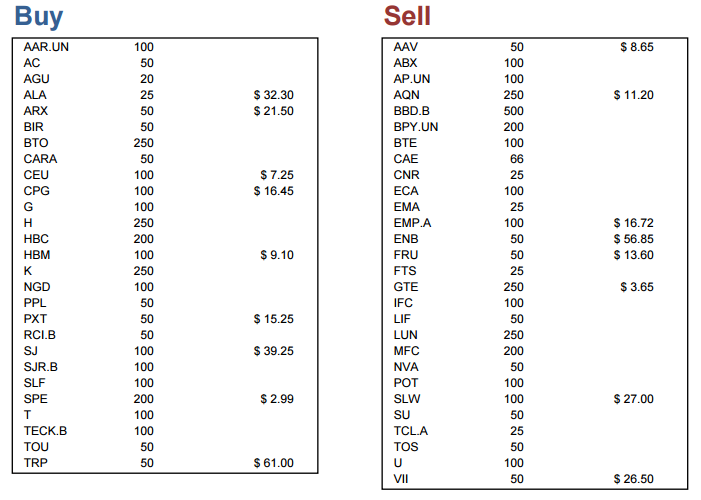 Buy
AAR.UN 100
AC 50
AGU 20
ALA 25 $ 32.30
ARX 50 $ 21.50
BIR 50
BTO 250
CARA 50
CEU 100 $ 7.25
CPG 100 $ 16.45
G 100
H 250
HBC 200
HBM 100 $ 9.10
K 250
NGD 100
PPL 50
PXT 50 $ 15.25
RCI.B 50
SJ 100 $ 39.25
SJR.B 100
SLF 100
SPE 200 $ 2.99
T 100
TECK.B 100
TOU 50
TRP 50 $ 61.00
Sell
AAV 50 $ 8.65
ABX 100
AP.UN 100
AQN 250 $ 11.20
BBD.B 500
BPY.UN 200
BTE 100
CAE 66
CNR 25
ECA 100
EMA 25
EMP.A 100 $ 16.72
ENB 50 $ 56.85
FRU 50 $ 13.60
FTS 25
GTE 250 $ 3.65
IFC 100
LIF 50
LUN 250
MFC 200
NVA 50
POT 100
SLW 100 $ 27.00
SU 50
TCL.A 25
TOS 50
U 100
VII 50 $ 26.50